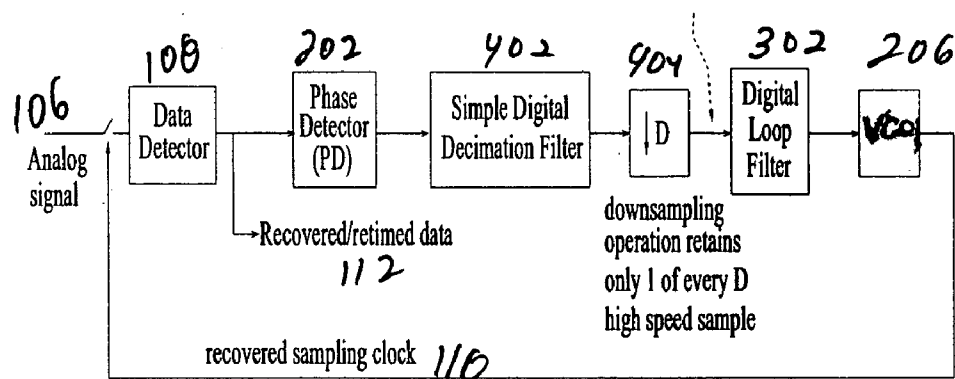 106
Analog
signal
108
Data
Detector
202
Phase
Detector
(PD)
402
Simple Digital
Decimation Filter
404
↓ D
302
Digital
Loop
Filter
206
VCO
Recovered/retimed data
112
downsampling
operation retains
only 1 of every D
high speed sample
recovered sampling clock
110